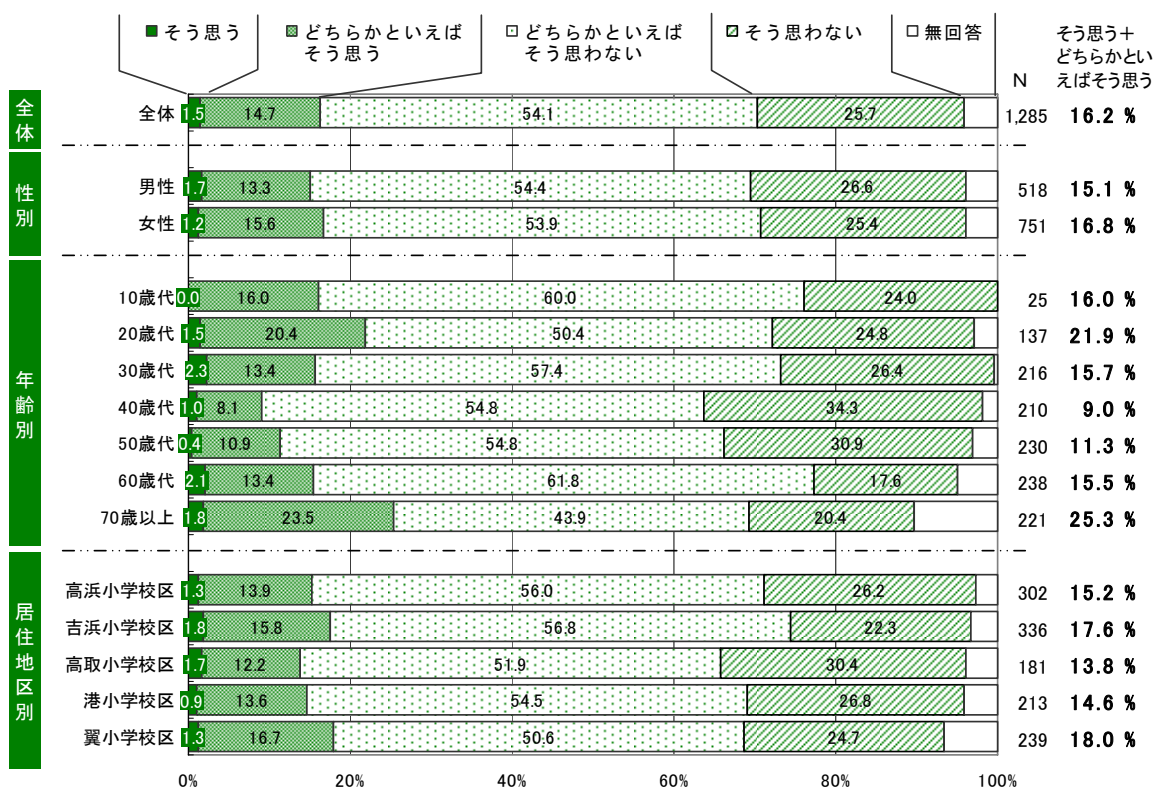 そう思う
どちらかといえば
そう思う
どちらかといえば
そう思わない
そう思わない
無回答
N
そう思う＋
どちらかとい
えばそう思う
全体
全体 1.5 14.7 54.1 25.7 1,285 16.2 %
性別
男性 1.7 13.3 54.4 26.6 518 15.1 %
女性 1.2 15.6 53.9 25.4 751 16.8 %
年齢別
10歳代 0.0 16.0 60.0 24.0 25 16.0 %
20歳代 1.5 20.4 50.4 24.8 137 21.9 %
30歳代 2.3 13.4 57.4 26.4 216 15.7 %
40歳代 1.0 8.1 54.8 34.3 210 9.0 %
50歳代 0.4 10.9 54.8 30.9 230 11.3 %
60歳代 2.1 13.4 61.8 17.6 238 15.5 %
70歳以上 1.8 23.5 43.9 20.4 221 25.3 %
居住地区別
高浜小学校区 1.3 13.9 56.0 26.2 302 15.2 %
吉浜小学校区 1.8 15.8 56.8 22.3 336 17.6 %
高取小学校区 1.7 12.2 51.9 30.4 181 13.8 %
港小学校区 0.9 13.6 54.5 26.8 213 14.6 %
翼小学校区 1.3 16.7 50.6 24.7 239 18.0 %
0% 20% 40% 60% 80% 100%